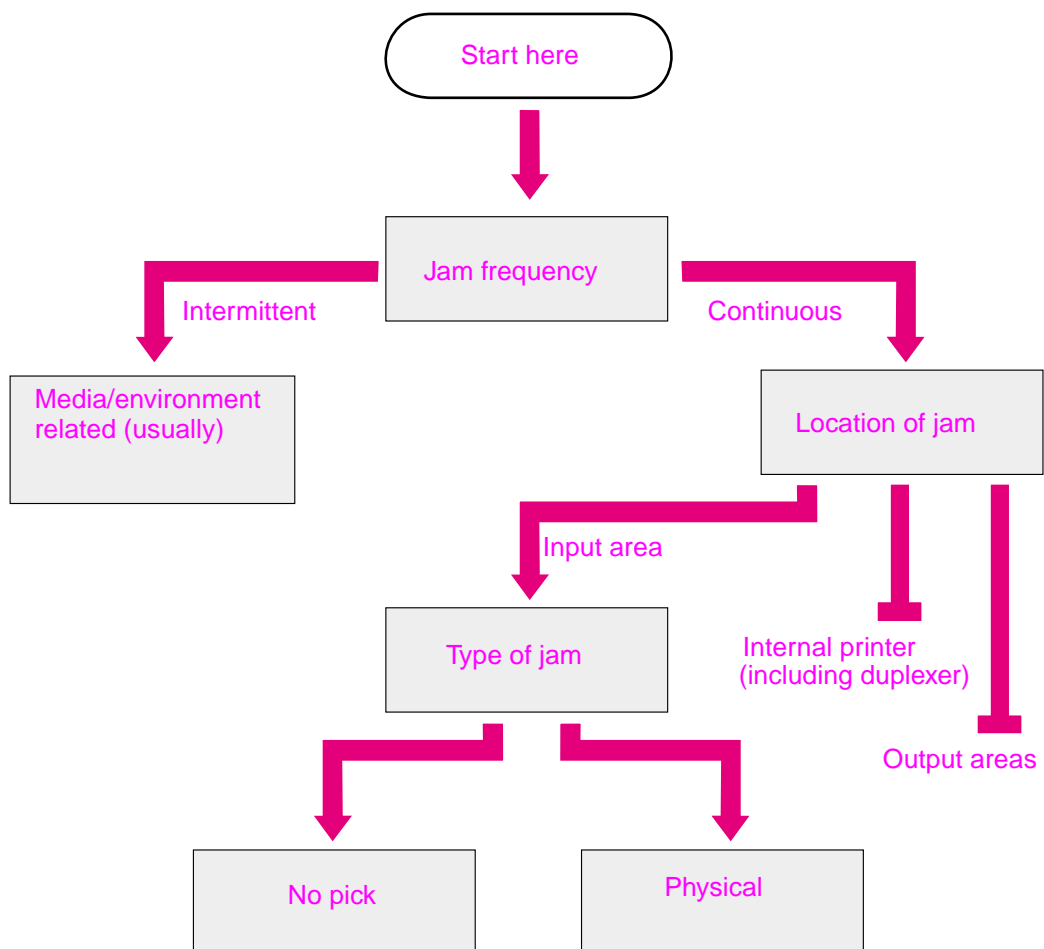 Start here
Jam frequency
Intermittent
Continuous
Media/environment
related (usually)
Location of jam
Input area
Type of jam
Internal printer
(including duplexer)
Output areas
No pick
Physical